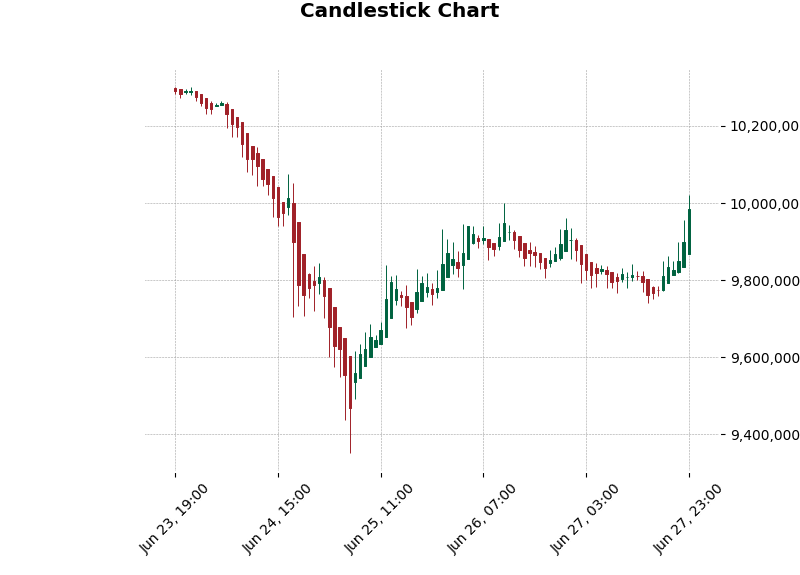 Candlestick Chart
10,200,00
10,000,00
9,800,000
9,600,000
9,400,000
Jun 23, 19:00
Jun 24, 15:00
Jun 25, 11:00
Jun 26, 07:00
Jun 27, 03:00
Jun 27, 23:00